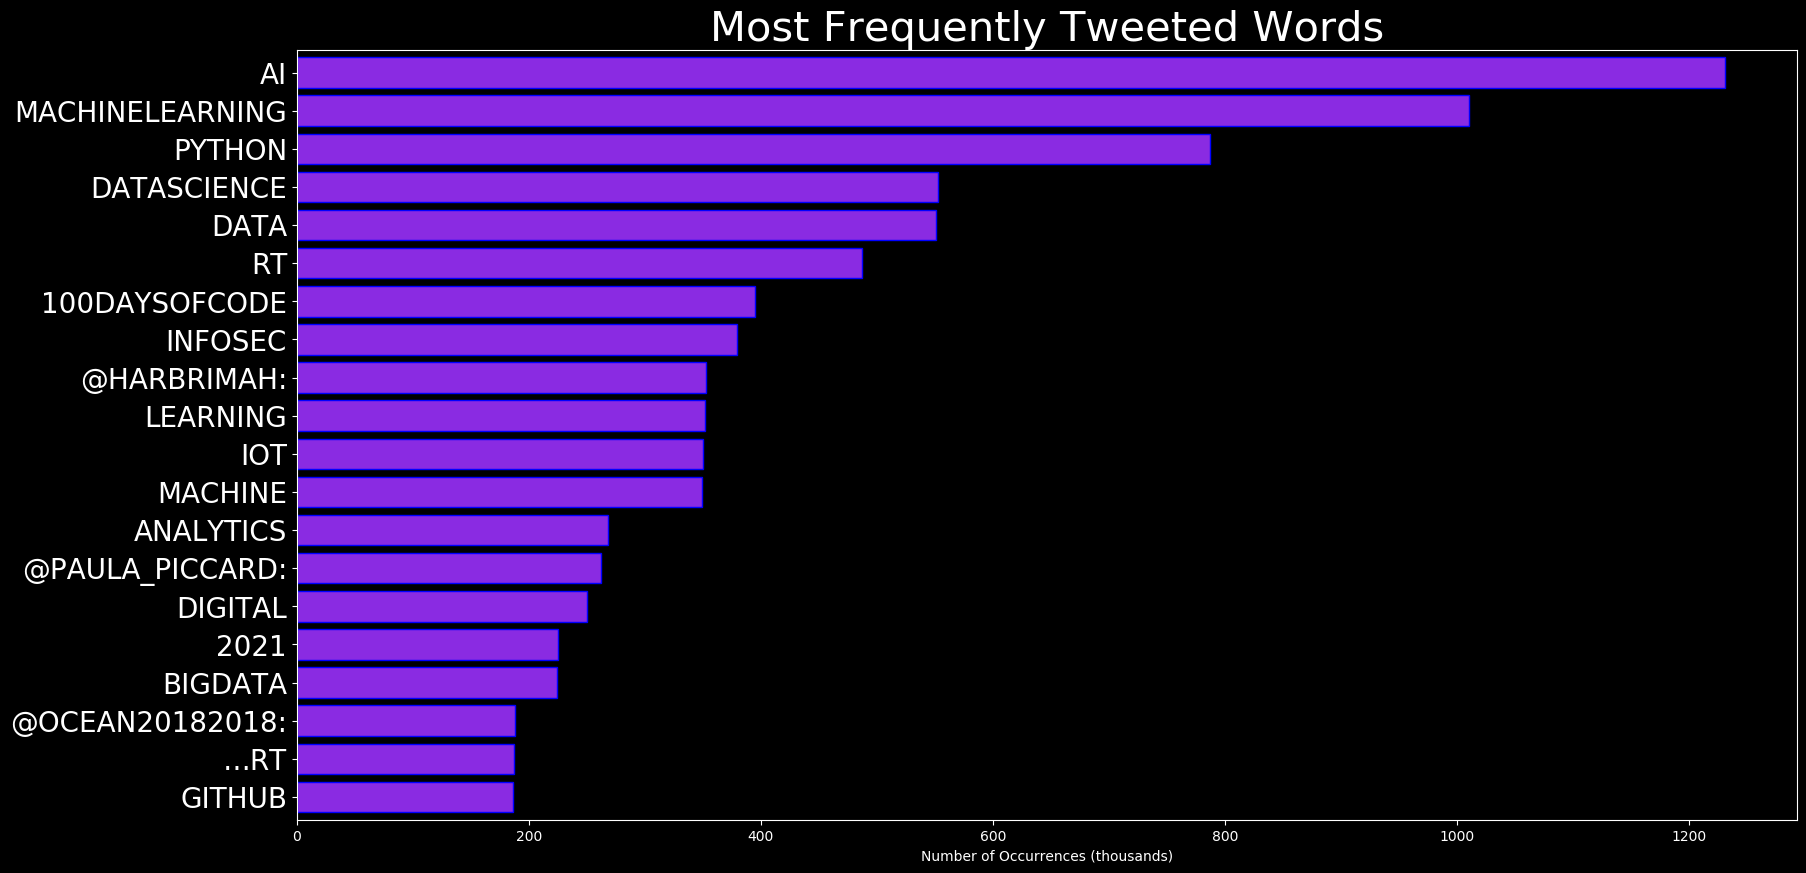 Most Frequently Tweeted Words
AI
MACHINELEARNING
PYTHON
DATASCIENCE
DATA
RT
100DAYSOFCODE
INFOSEC
@HARBRIMAH:
LEARNING
IOT
MACHINE
ANALYTICS
@PAULA_PICCARD:
DIGITAL
2021
BIGDATA
@OCEAN20182018:
…RT
GITHUB
0 200 400 600 800 1000 1200
Number of Occurrences (thousands)